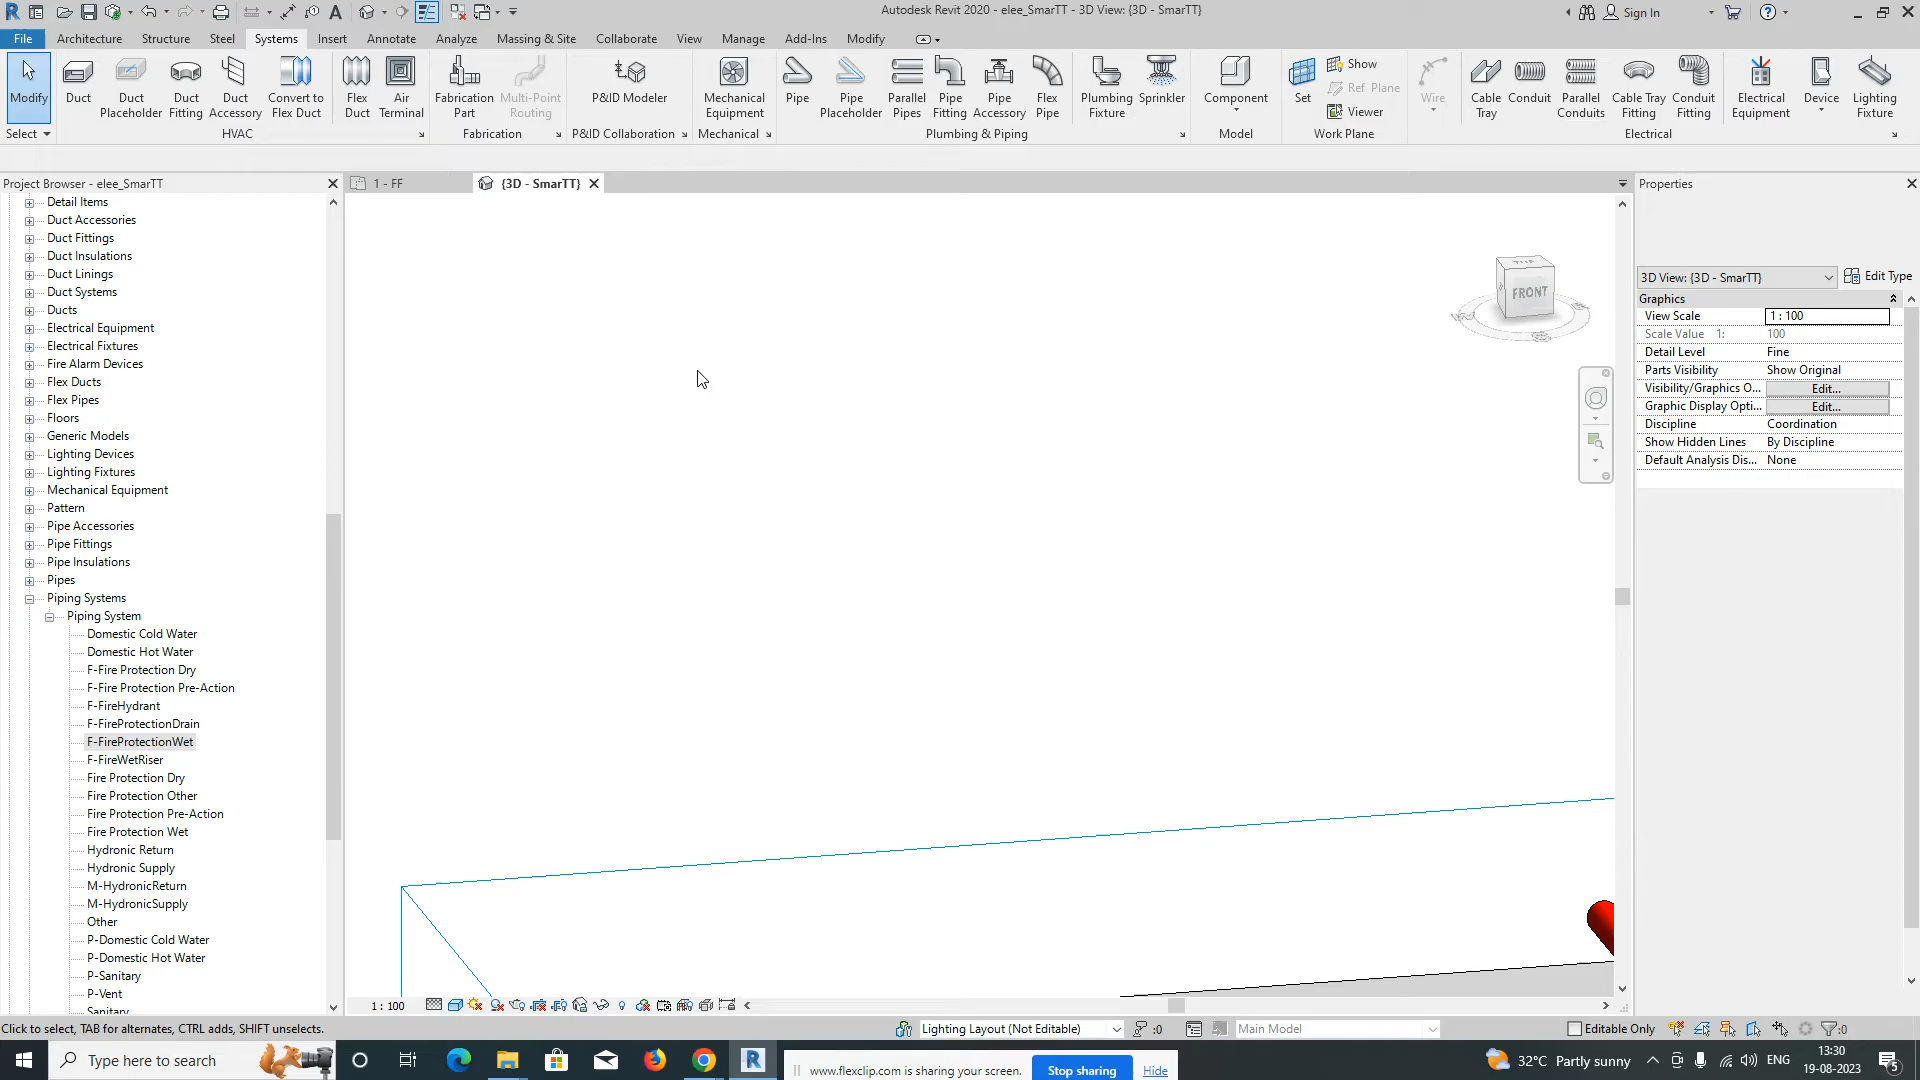 Autodesk Revit 2020 - elee_SmarTT - 3D View: {3D - SmarTT}
Sign In
File Architecture Structure Steel Systems Insert Annotate Analyze Massing & Site Collaborate View Manage Add-Ins Modify
Modify
Duct
Duct Placeholder
Duct Fitting
Duct Accessory
Convert to Flex Duct
Flex Duct
Air Terminal
Fabrication Part
Multi-Point Routing
P&ID Modeler
Mechanical Equipment
Pipe
Pipe Placeholder
Parallel Pipes
Pipe Fitting
Pipe Accessory
Flex Pipe
Plumbing Fixture
Sprinkler
Component
Set
Show
Ref Plane
Viewer
Wire
Cable Tray
Conduit
Parallel Conduits
Cable Tray Fitting
Conduit Fitting
Electrical Equipment
Device
Lighting Fixture
Select HVAC Fabrication P&ID Collaboration Mechanical Plumbing & Piping Model Work Plane Electrical
Project Browser - elee_SmarTT
Detail Items
Duct Accessories
Duct Fittings
Duct Insulations
Duct Linings
Duct Systems
Ducts
Electrical Equipment
Electrical Fixtures
Fire Alarm Devices
Flex Ducts
Flex Pipes
Floors
Generic Models
Lighting Devices
Lighting Fixtures
Mechanical Equipment
Pattern
Pipe Accessories
Pipe Fittings
Pipe Insulations
Pipes
Piping Systems
Piping System
Domestic Cold Water
Domestic Hot Water
F-Fire Protection Dry
F-Fire Protection Pre-Action
F-FireHydrant
F-FireProtectionDrain
F-FireProtectionWet
F-FireWetRiser
Fire Protection Dry
Fire Protection Other
Fire Protection Pre-Action
Fire Protection Wet
Hydronic Return
Hydronic Supply
M-HydronicReturn
M-HydronicSupply
Other
P-Domestic Cold Water
P-Domestic Hot Water
P-Sanitary
P-Vent
Sanitary
1 - FF
{3D - SmarTT}
FRONT
1 : 100
Properties
3D View: {3D - SmarTT} Edit Type
Graphics
View Scale 1 : 100
Scale Value 1: 100
Detail Level Fine
Parts Visibility Show Original
Visibility/Graphics O... Edit...
Graphic Display Opti... Edit...
Discipline Coordination
Show Hidden Lines By Discipline
Default Analysis Dis... None
Click to select, TAB for alternates, CTRL adds, SHIFT unselects. Lighting Layout (Not Editable) :0 Main Model Editable Only :0
Type here to search
www.flexclip.com is sharing your screen. Stop sharing Hide
32°C Partly sunny ENG
13:30
19-08-2023
5